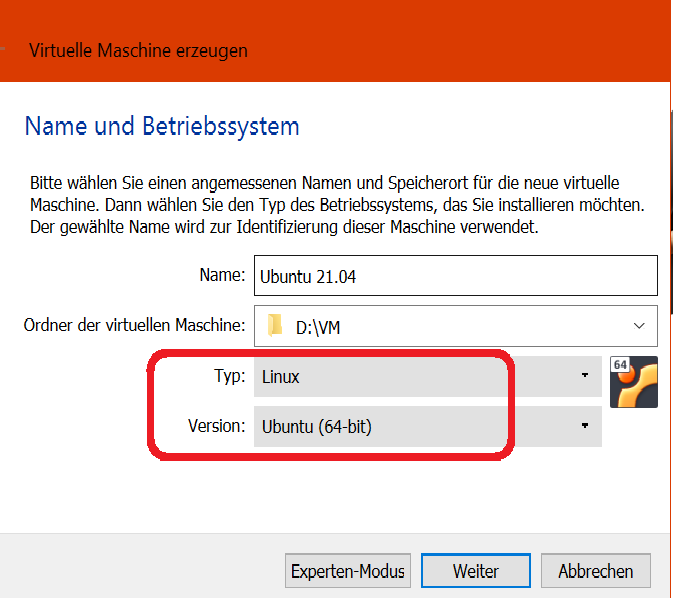 Virtuelle Maschine erzeugen
Name und Betriebssystem
Bitte wählen Sie einen angemessenen Namen und Speicherort für die neue virtuelle
Maschine. Dann wählen Sie den Typ des Betriebssystems, das Sie installieren möchten.
Der gewählte Name wird zur Identifizierung dieser Maschine verwendet.
Name: Ubuntu 21.04
Ordner der virtuellen Maschine: D:\VM
Typ: Linux
64
Version: Ubuntu (64-bit)
Experten-Modus Weiter Abbrechen